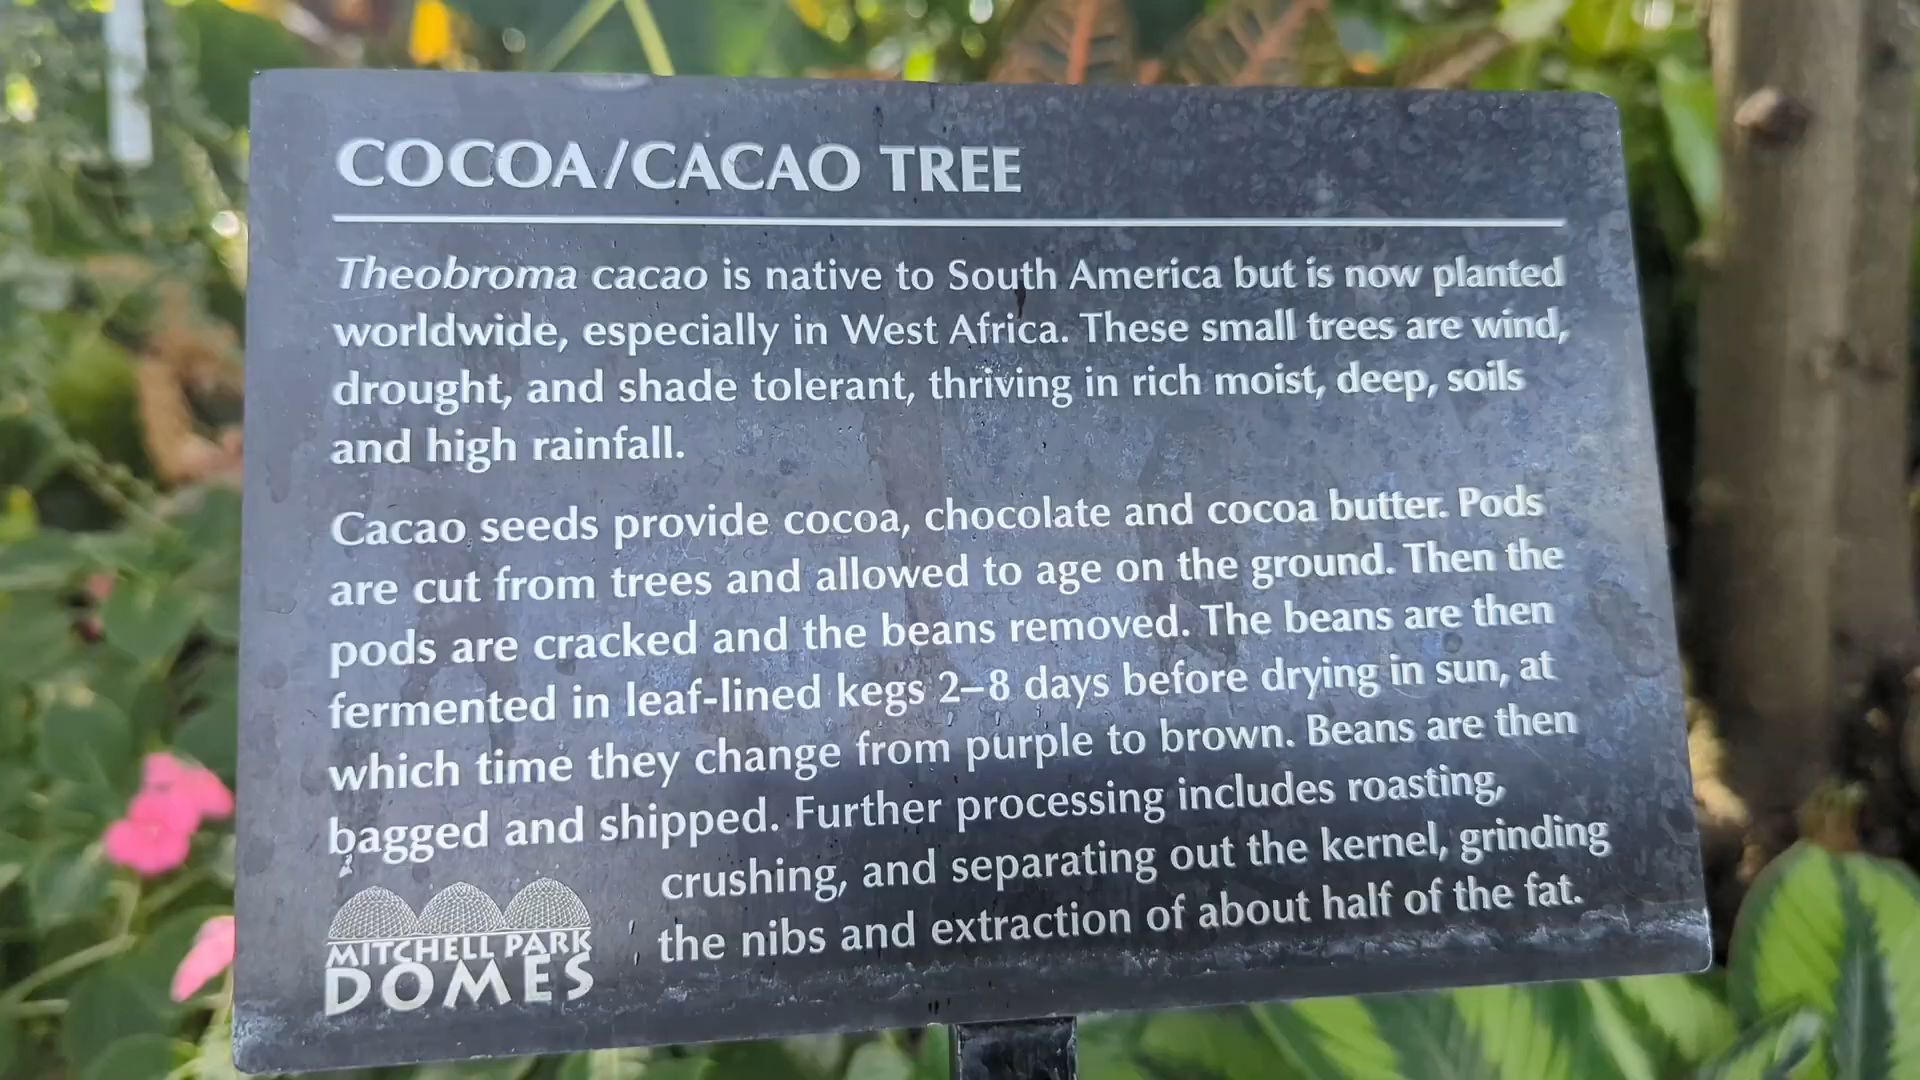 COCOA/CACAO TREE
Theobroma cacao is native to South America but is now planted
worldwide, especially in West Africa. These small trees are wind,
drought, and shade tolerant, thriving in rich moist, deep, soils
and high rainfall.
Cacao seeds provide cocoa, chocolate and cocoa butter. Pods
are cut from trees and allowed to age on the ground. Then the
pods are cracked and the beans removed. The beans are then
fermented in leaf-lined kegs 2–8 days before drying in sun, at
which time they change from purple to brown. Beans are then
bagged and shipped. Further processing includes roasting,
crushing, and separating out the kernel, grinding
the nibs and extraction of about half of the fat.
MITCHELL PARK
DOMES